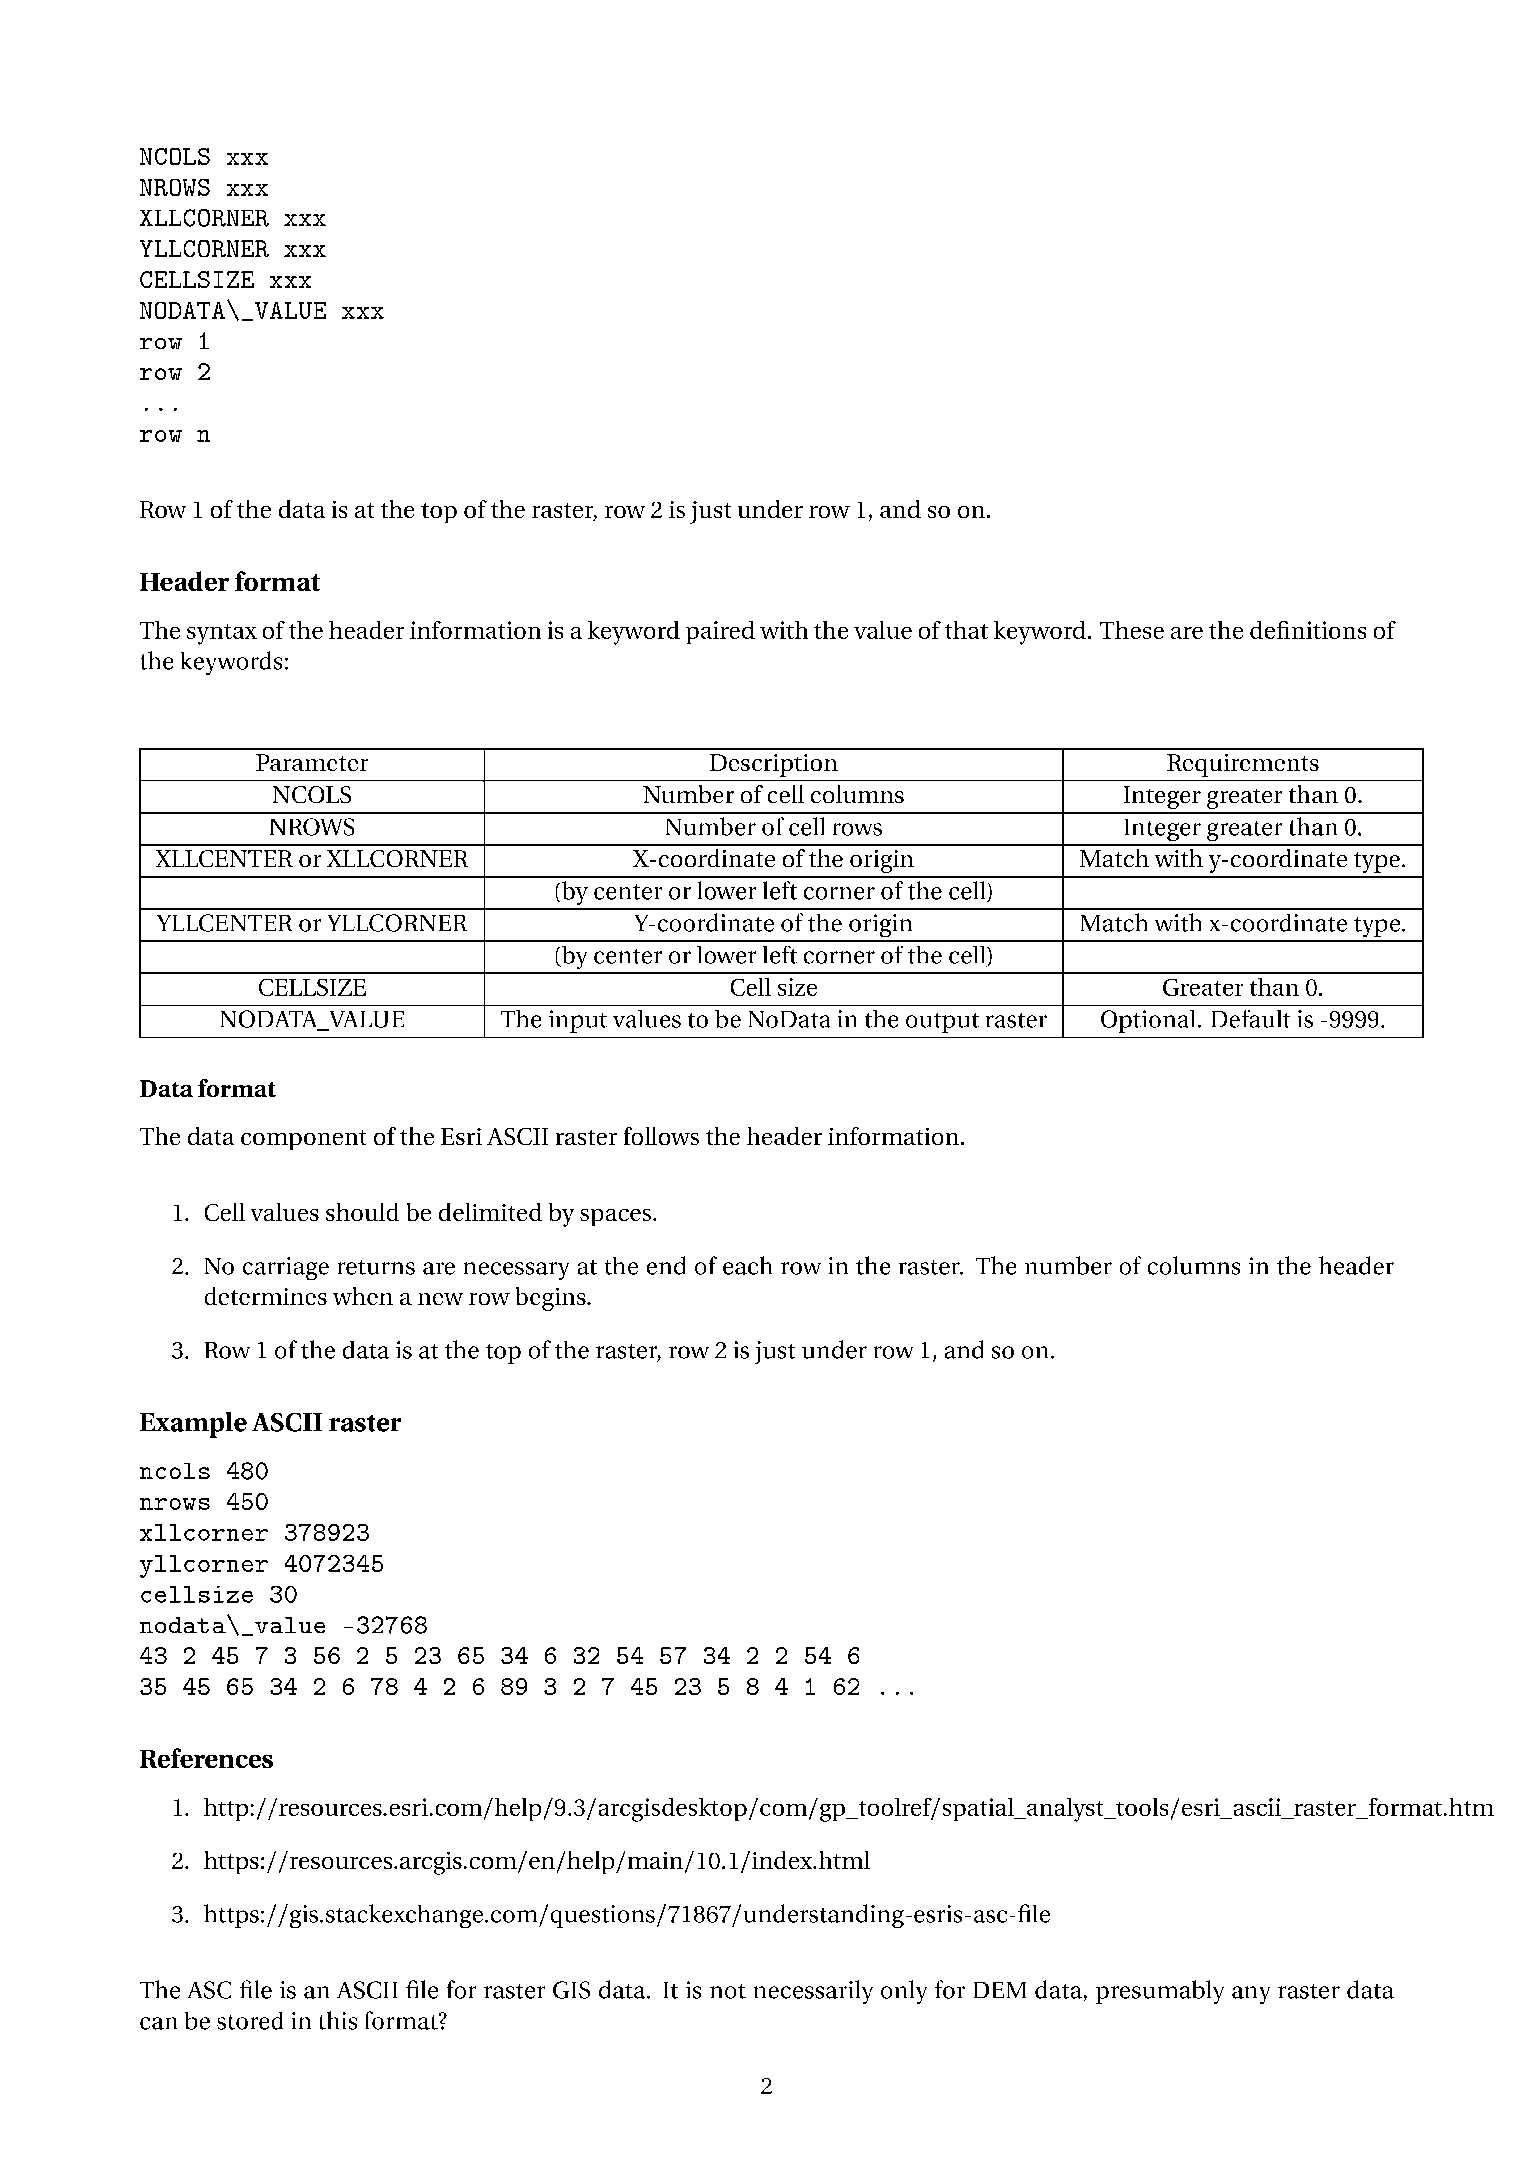 NCOLS xxx
NROWS xxx
XLLCORNER xxx
YLLCORNER xxx
CELLSIZE xxx
NODATA\_VALUE xxx
row 1
row 2
...
row n
Row 1 of the data is at the top of the raster, row 2 is just under row 1, and so on.
Header format
The syntax of the header information is a keyword paired with the value of that keyword. These are the definitions of
the keywords:
Parameter Description Requirements
NCOLS Number of cell columns Integer greater than 0.
NROWS Number of cell rows Integer greater than 0.
XLLCENTER or XLLCORNER X-coordinate of the origin Match with y-coordinate type.
(by center or lower left corner of the cell)
YLLCENTER or YLLCORNER Y-coordinate of the origin Match with x-coordinate type.
(by center or lower left corner of the cell)
CELLSIZE Cell size Greater than 0.
NODATA_VALUE The input values to be NoData in the output raster Optional. Default is -9999.
Data format
The data component of the Esri ASCII raster follows the header information.
1. Cell values should be delimited by spaces.
2. No carriage returns are necessary at the end of each row in the raster. The number of columns in the header
determines when a new row begins.
3. Row 1 of the data is at the top of the raster, row 2 is just under row 1, and so on.
Example ASCII raster
ncols 480
nrows 450
xllcorner 378923
yllcorner 4072345
cellsize 30
nodata\_value -32768
43 2 45 7 3 56 2 5 23 65 34 6 32 54 57 34 2 2 54 6
35 45 65 34 2 6 78 4 2 6 89 3 2 7 45 23 5 8 4 1 62 ...
References
1. http://resources.esri.com/help/9.3/arcgisdesktop/com/gp_toolref/spatial_analyst_tools/esri_ascii_raster_format.htm
2. https://resources.arcgis.com/en/help/main/10.1/index.html
3. https://gis.stackexchange.com/questions/71867/understanding-esris-asc-file
The ASC file is an ASCII file for raster GIS data. It is not necessarily only for DEM data, presumably any raster data
can be stored in this format?
2